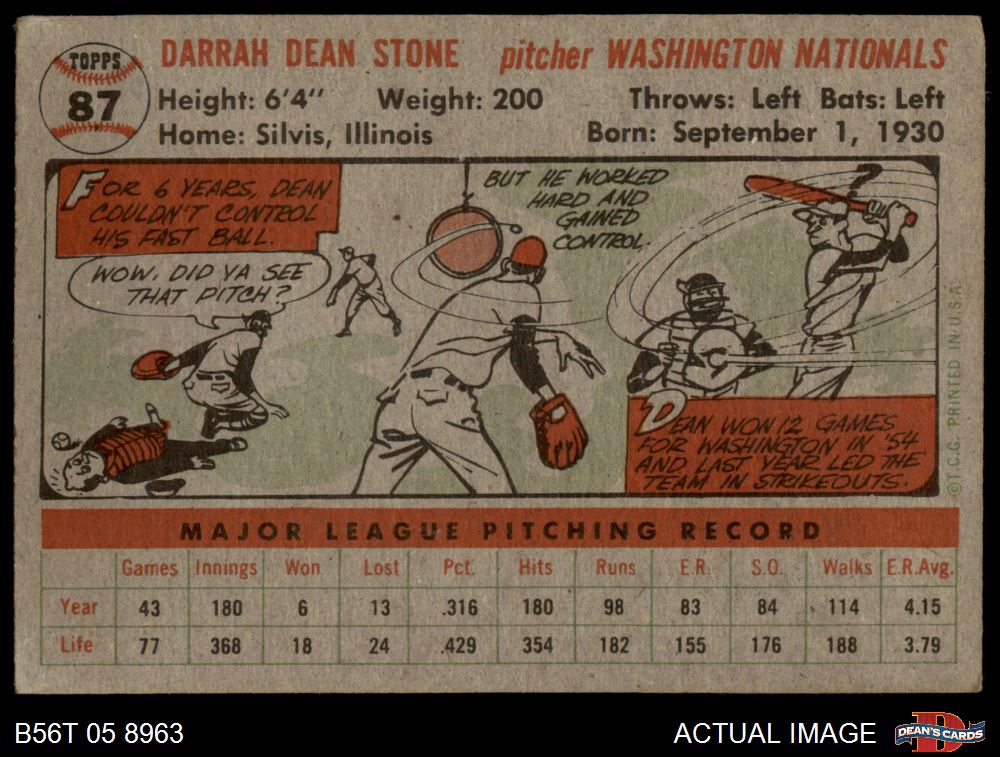 TOPPS
87
DARRAH DEAN STONE pitcher WASHINGTON NATIONALS
Height: 6'4" Weight: 200 Throws: Left Bats: Left
Home: Silvis, Illinois Born: September 1, 1930
FOR 6 YEARS, DEAN
COULDN'T CONTROL
HIS FAST BALL.
WOW, DID YA SEE
THAT PITCH?
BUT HE WORKED
HARD AND
GAINED
CONTROL.
?
DEAN WON 12 GAMES
FOR WASHINGTON IN '54
AND LAST YEAR LED THE
TEAM IN STRIKEOUTS.
©T.C.G. PRINTED IN U.S.A.
MAJOR LEAGUE PITCHING RECORD
Games Innings Won Lost Pct. Hits Runs E.R. S.O. Walks E.R.Avg.
Year 43 180 6 13 .316 180 98 83 84 114 4.15
Life 77 368 18 24 .429 354 182 155 176 188 3.79
B56T 05 8963 ACTUAL IMAGE D DEAN'S CARDS